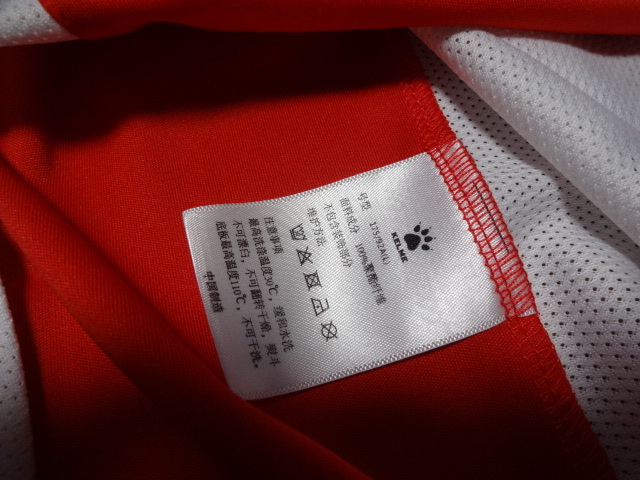 KELME
号型 175/92A(L)
面料成分 100%聚酯纤维
不包含装饰部分
维护方法
注意事项
最高洗涤温度30℃，缓和水洗
不可漂白，不可翻转干燥，熨斗
底板最高温度110℃，不可干洗。
中国制造